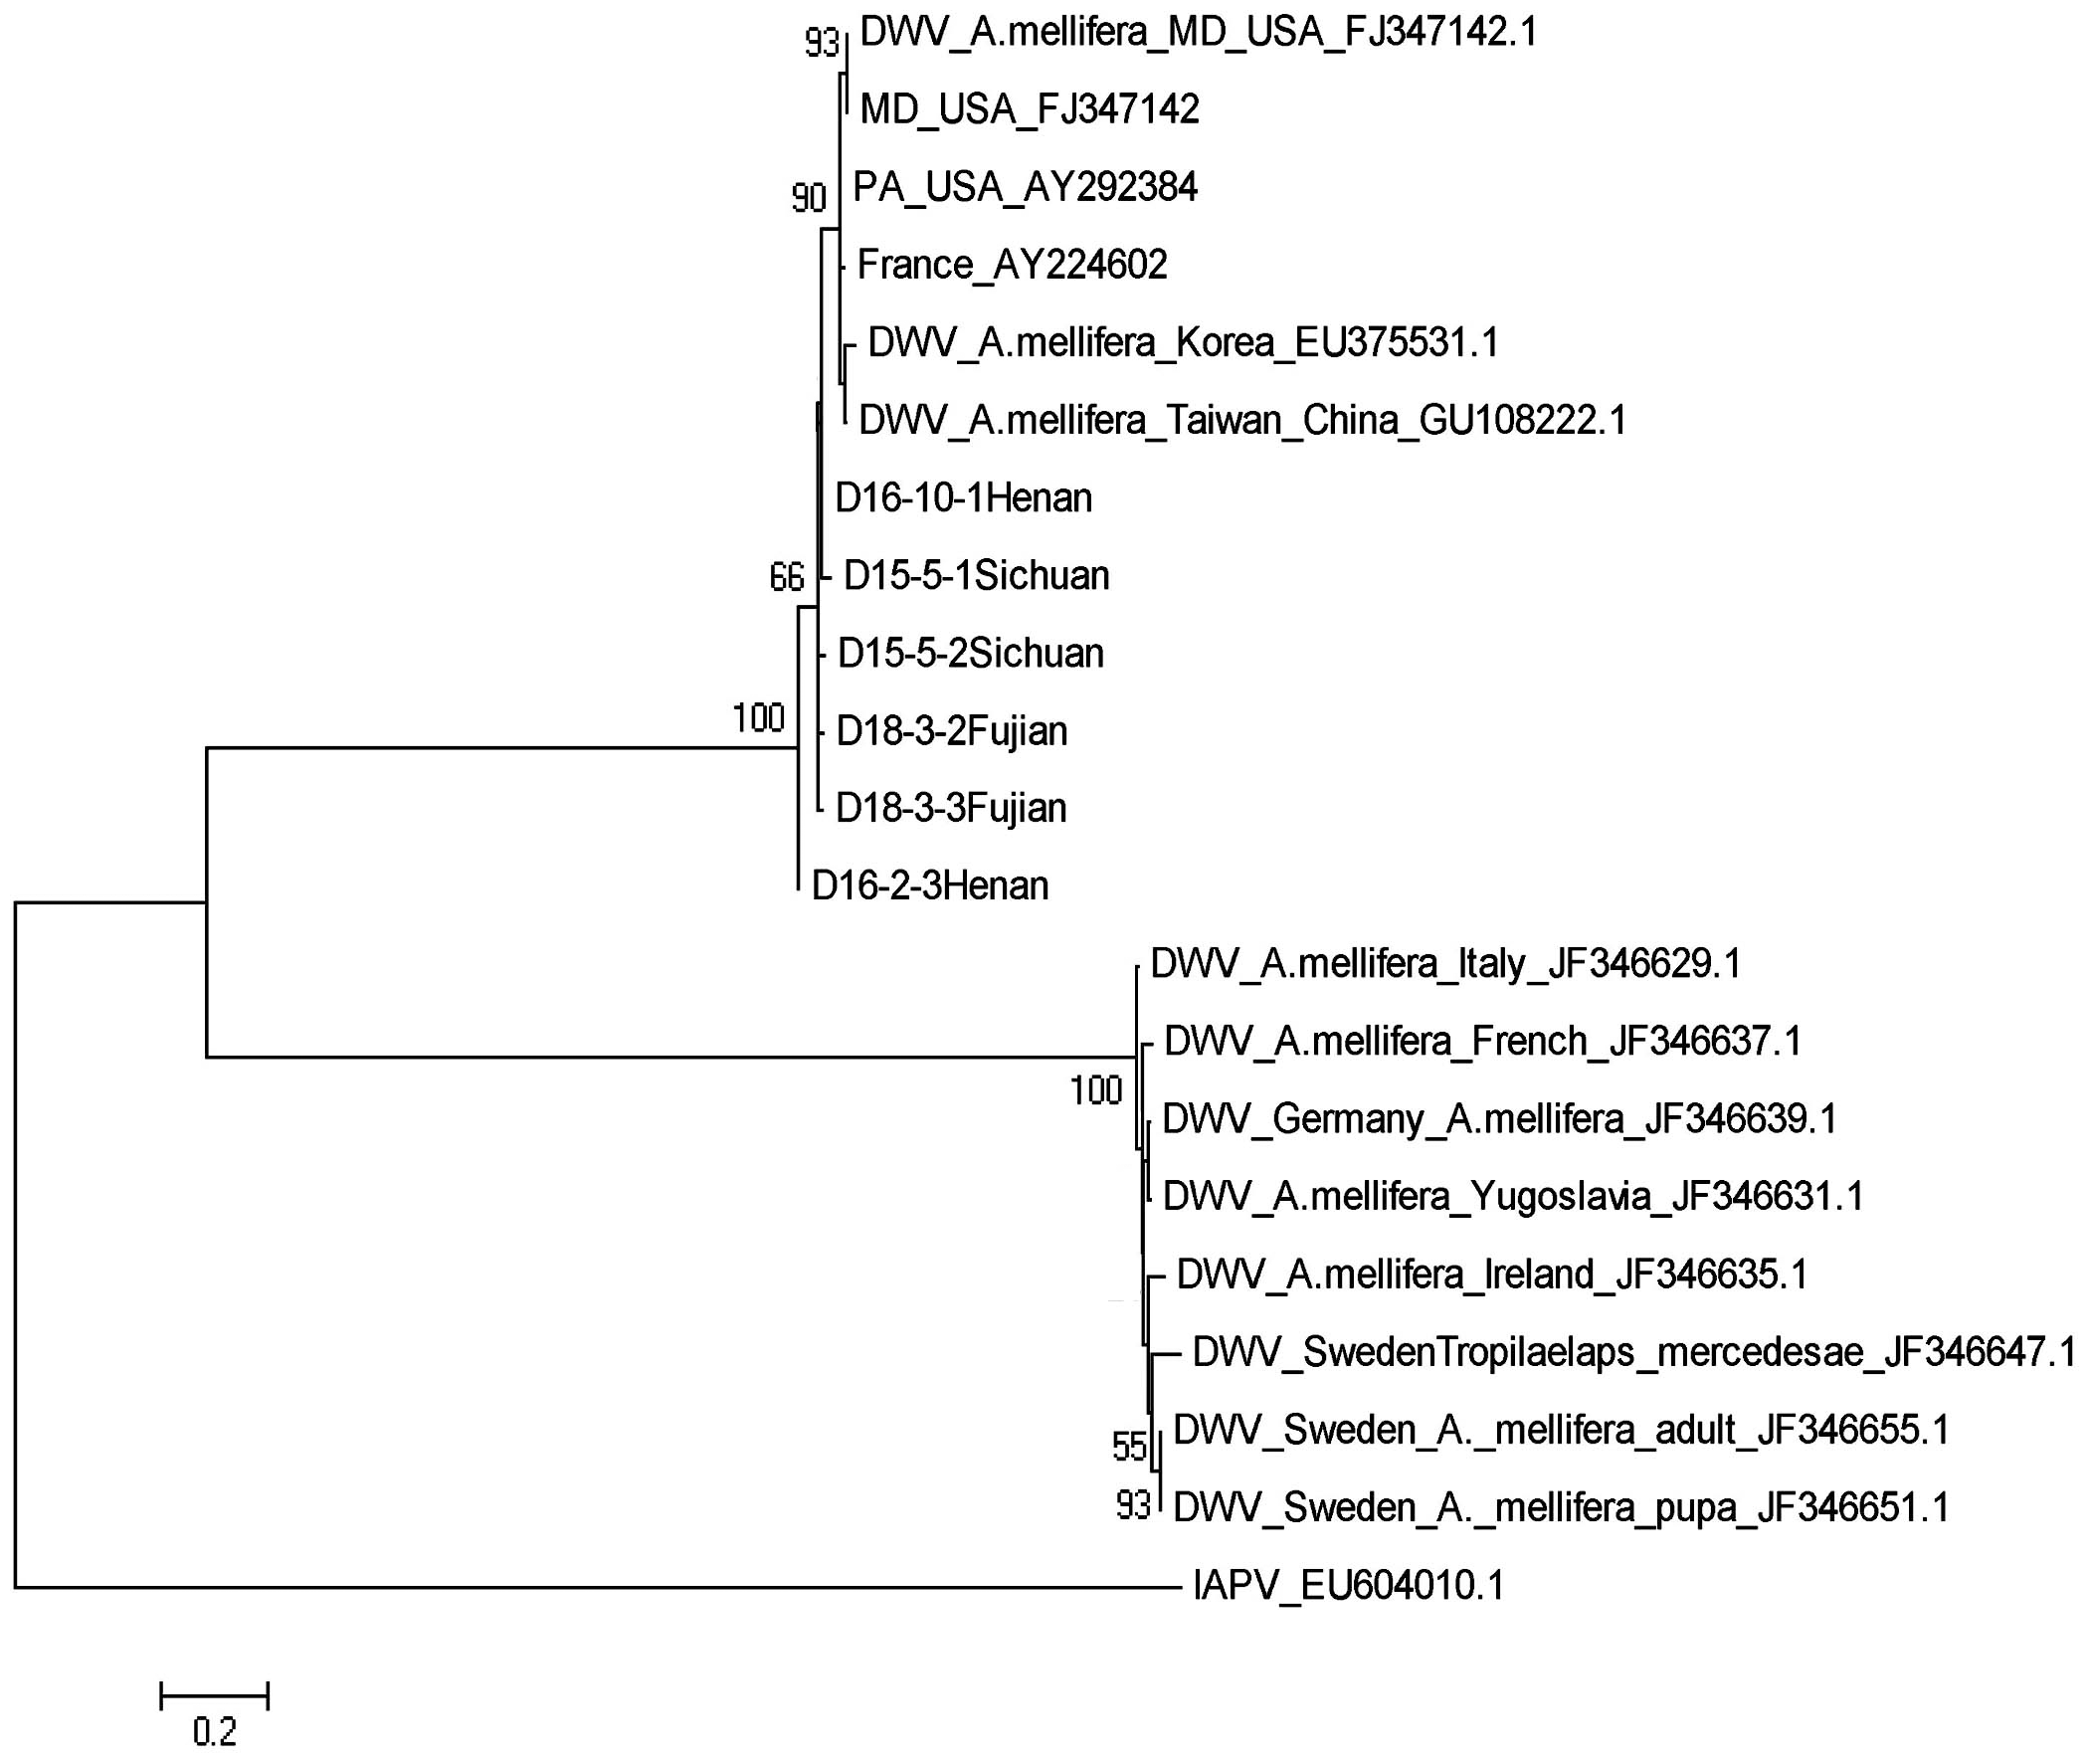 93
DWV_A.mellifera_MD_USA_FJ347142.1
MD_USA_FJ347142
90
PA_USA_AY292384
France_AY224602
DWV_A.mellifera_Korea_EU375531.1
DWV_A.mellifera_Taiwan_China_GU108222.1
D16-10-1Henan
66
D15-5-1Sichuan
D15-5-2Sichuan
100
D18-3-2Fujian
D18-3-3Fujian
D16-2-3Henan
DWV_A.mellifera_Italy_JF346629.1
DWV_A.mellifera_French_JF346637.1
100
DWV_Germany_A.mellifera_JF346639.1
DWV_A.mellifera_Yugoslavia_JF346631.1
DWV_A.mellifera_Ireland_JF346635.1
DWV_SwedenTropilaelaps_mercedesae_JF346647.1
DWV_Sweden_A._mellifera_adult_JF346655.1
55
93
DWV_Sweden_A._mellifera_pupa_JF346651.1
IAPV_EU604010.1
0.2